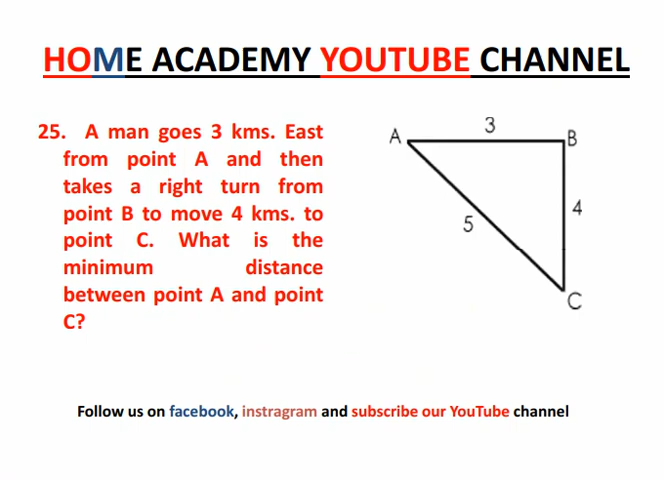 HOME ACADEMY YOUTUBE CHANNEL
25. A man goes 3 kms. East
from point A and then
takes a right turn from
point B to move 4 kms. to
point C. What is the
minimum distance
between point A and point
C?
A
3
B
4
5
C
Follow us on facebook, instragram and subscribe our YouTube channel